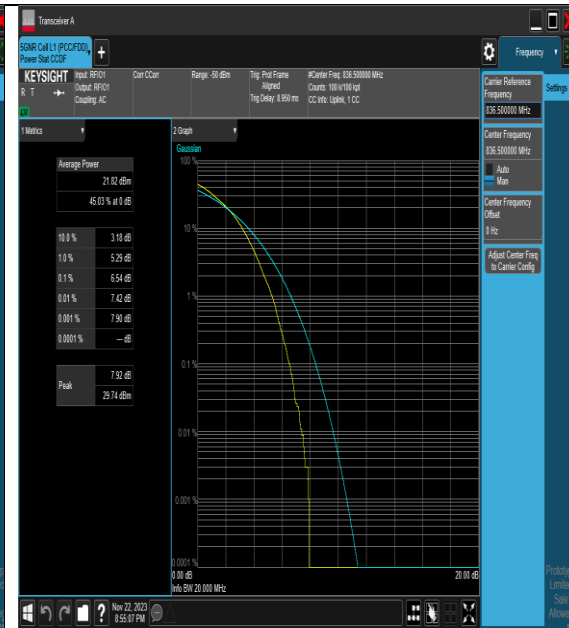 Transceiver A
5GNR Cell L1 (PCC/FDD)
Power Stat CCDF
Frequency
KEYSIGHT
R T
Input: RFIO1
Output: RFIO1
Coupling: AC
Corr CCorr
Range: -50 dBm
Trig: Prot Frame
Aligned
Trig Delay: 8.950 ms
#Center Freq: 836.500000 MHz
Counts: 100 k/100 kpt
CC Info: Uplink, 1 CC
1 Metrics
Average Power
21.82 dBm
45.03 % at 0 dB
10.0 % 3.18 dB
1.0 % 5.29 dB
0.1 % 6.54 dB
0.01 % 7.42 dB
0.001 % 7.90 dB
0.0001 % --- dB
Peak
7.92 dB
29.74 dBm
2 Graph
Gaussian
100 %
10 %
1 %
0.1 %
0.01 %
0.001 %
0.0001 %
0.00 dB
20.00 dB
Info BW 20.000 MHz
Carrier Reference
Frequency
836.500000 MHz
Center Frequency
836.500000 MHz
Auto
Man
Center Frequency
Offset
0 Hz
Adjust Center Freq
to Carrier Config
Settings
Nov 22, 2023
8:55:07 PM